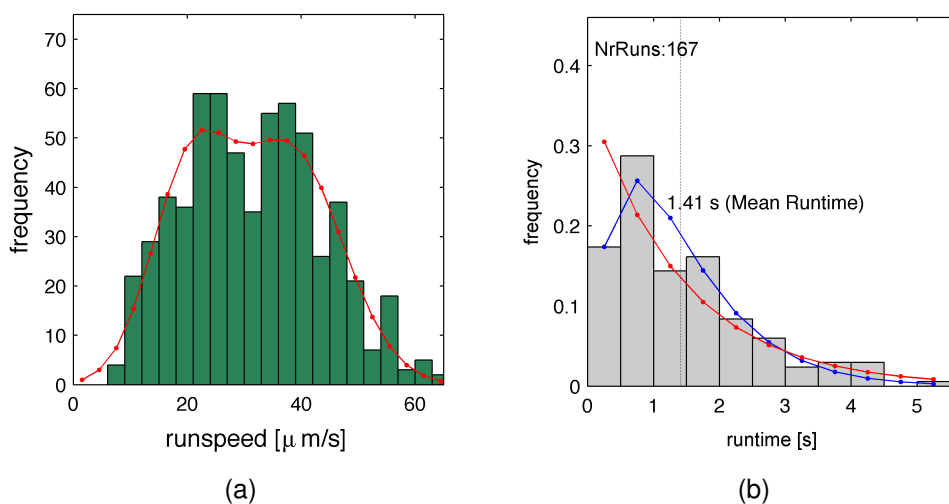 70
60
50
40
30
20
10
0
frequency
0
20
40
60
runspeed [μ m/s]
(a)
NrRuns:167
1.41 s (Mean Runtime)
0.4
0.3
0.2
0.1
0
frequency
0
1
2
3
4
5
runtime [s]
(b)